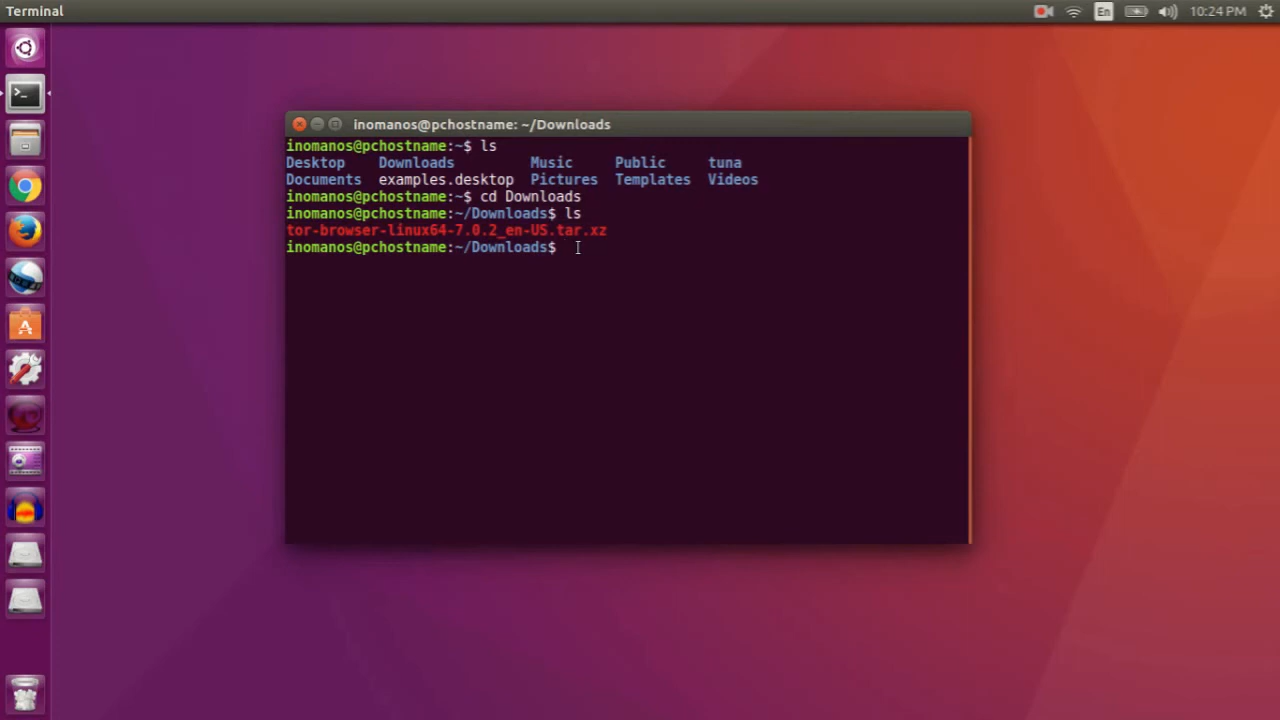 Terminal
En
10:24 PM
inomanos@pchostname: ~/Downloads
inomanos@pchostname:~$ ls
Desktop Downloads Music Public tuna
Documents examples.desktop Pictures Templates Videos
inomanos@pchostname:~$ cd Downloads
inomanos@pchostname:~/Downloads$ ls
tor-browser-linux64-7.0.2_en-US.tar.xz
inomanos@pchostname:~/Downloads$